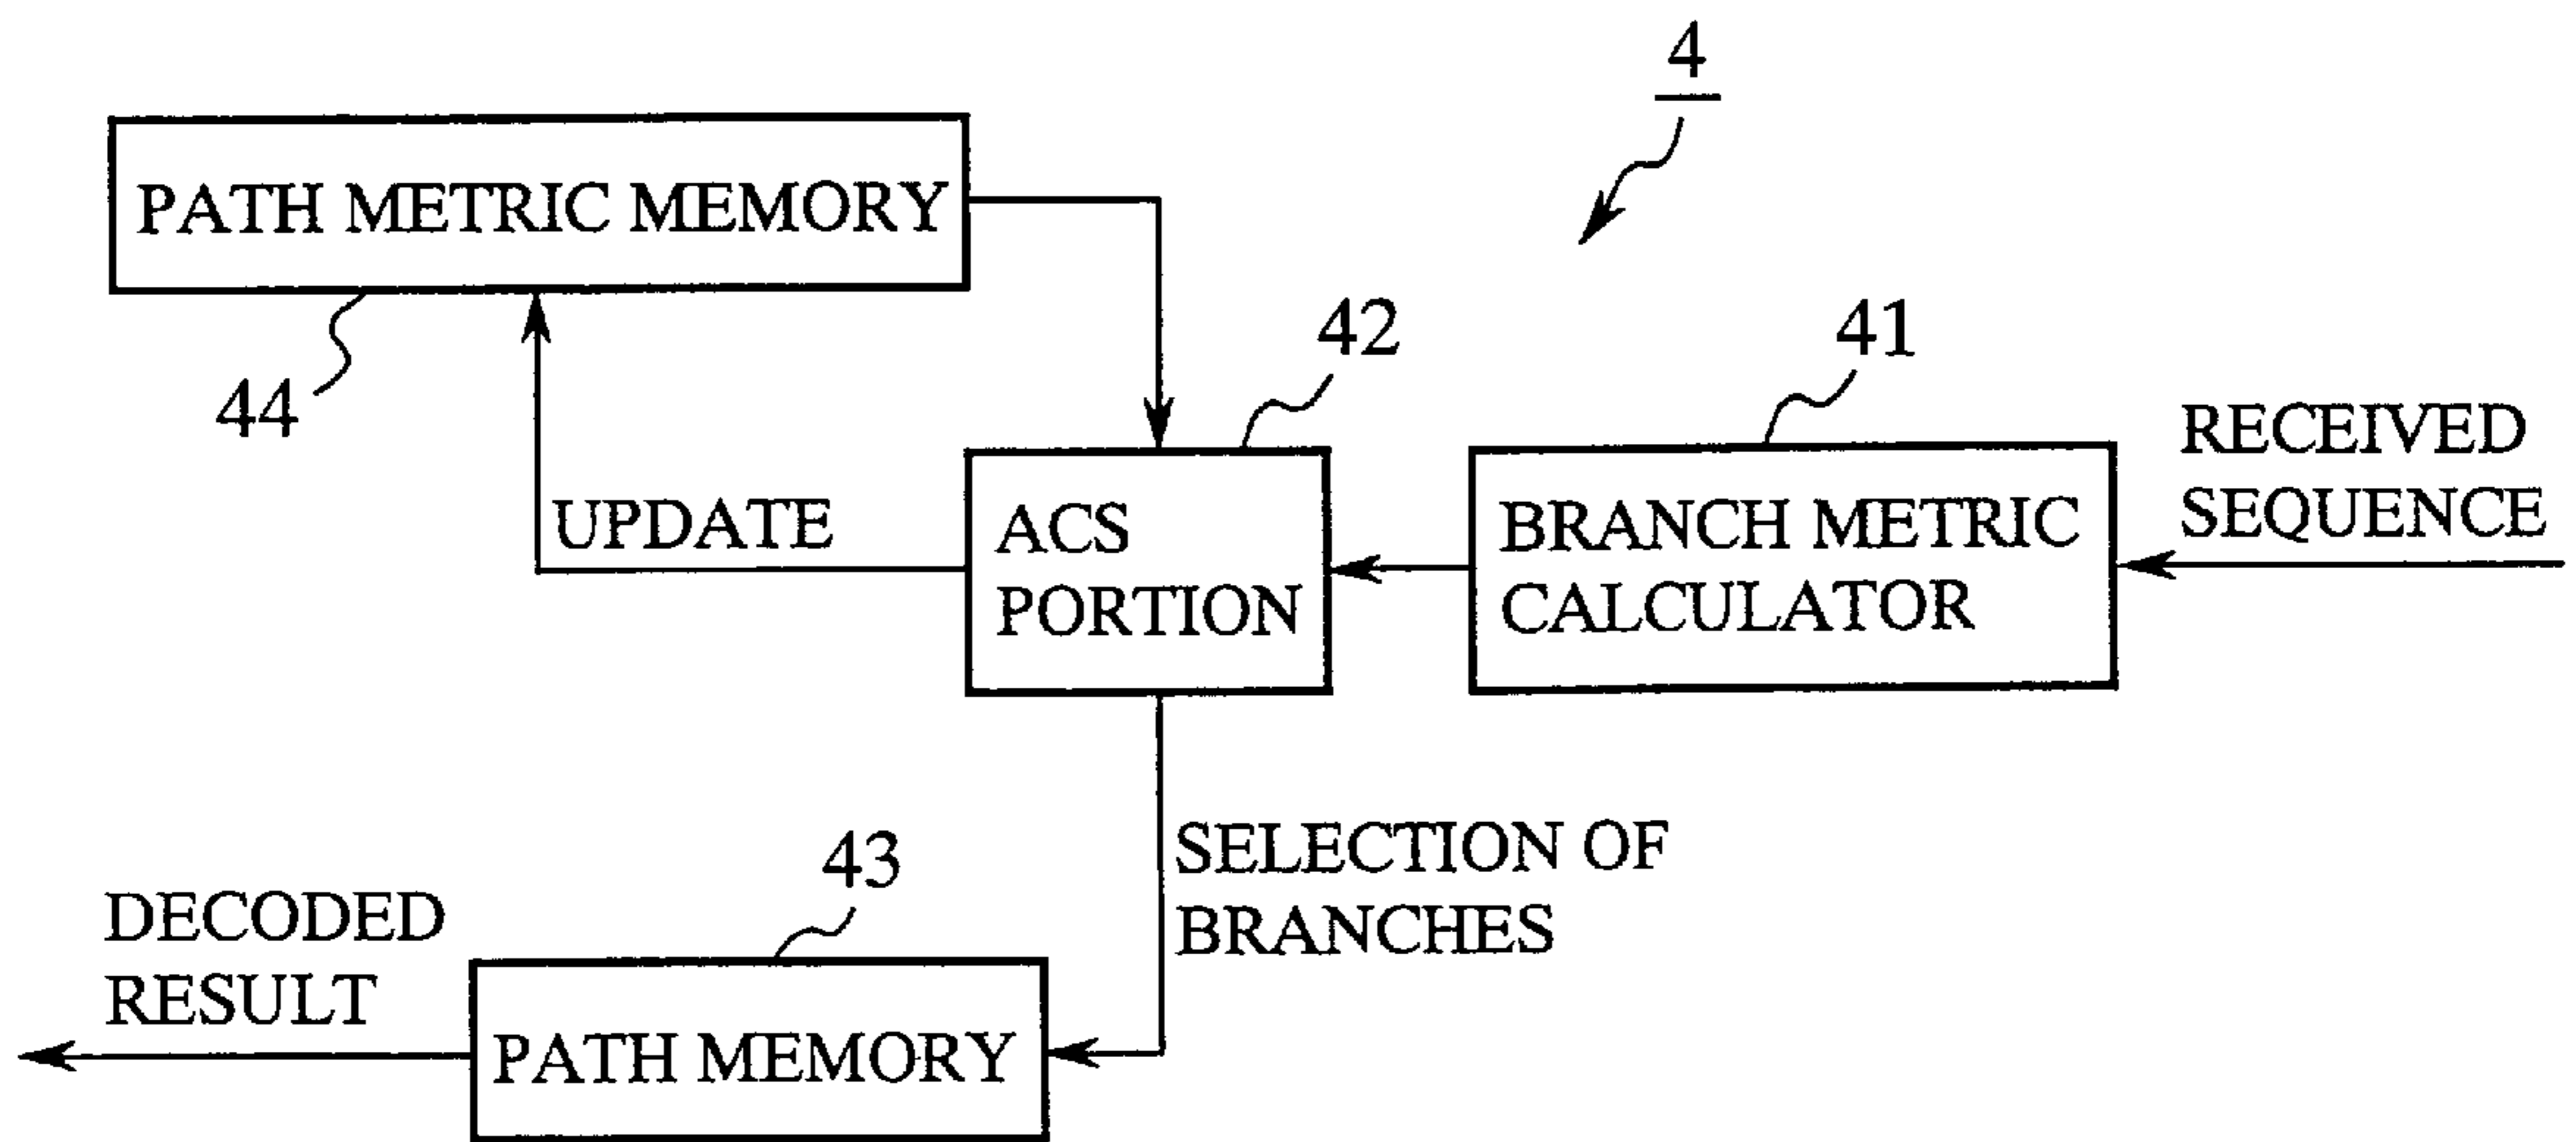 4
PATH METRIC MEMORY
44
42
41
RECEIVED
SEQUENCE
UPDATE
ACS
PORTION
BRANCH METRIC
CALCULATOR
SELECTION OF
BRANCHES
43
DECODED
RESULT
PATH MEMORY